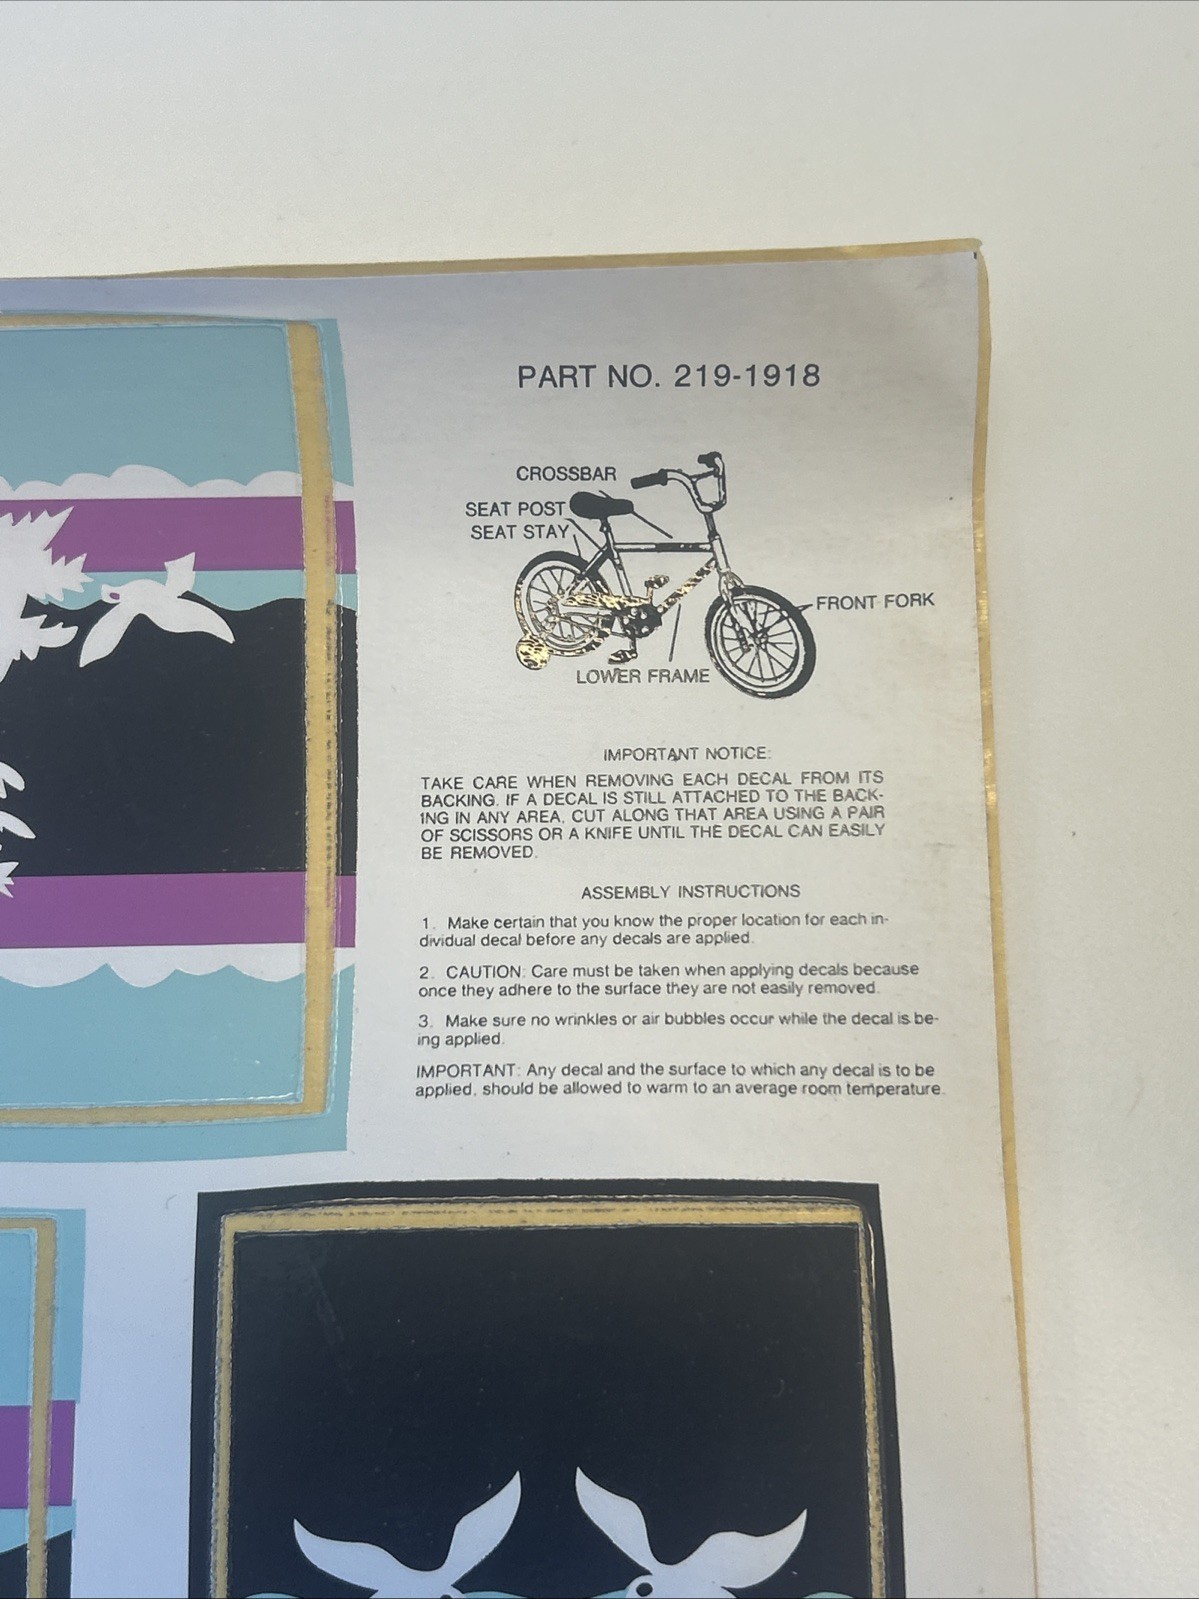 PART NO. 219-1918
CROSSBAR
SEAT POST
SEAT STAY
FRONT FORK
LOWER FRAME
IMPORTANT NOTICE:
TAKE CARE WHEN REMOVING EACH DECAL FROM ITS
BACKING. IF A DECAL IS STILL ATTACHED TO THE BACK-
ING IN ANY AREA, CUT ALONG THAT AREA USING A PAIR
OF SCISSORS OR A KNIFE UNTIL THE DECAL CAN EASILY
BE REMOVED.
ASSEMBLY INSTRUCTIONS
1. Make certain that you know the proper location for each in-
dividual decal before any decals are applied.
2. CAUTION: Care must be taken when applying decals because
once they adhere to the surface they are not easily removed.
3. Make sure no wrinkles or air bubbles occur while the decal is be-
ing applied.
IMPORTANT: Any decal and the surface to which any decal is to be
applied, should be allowed to warm to an average room temperature.